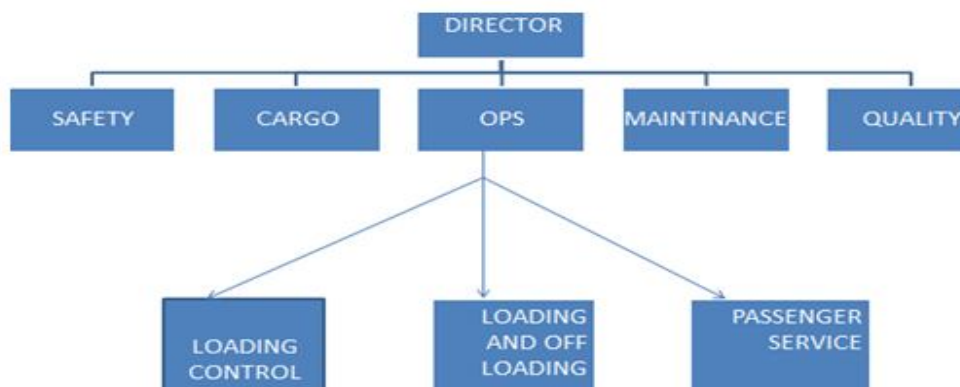 DIRECTOR
SAFETY
CARGO
OPS
MAINTINANCE
QUALITY
LOADING
CONTROL
LOADING
AND OFF
LOADING
PASSENGER
SERVICE